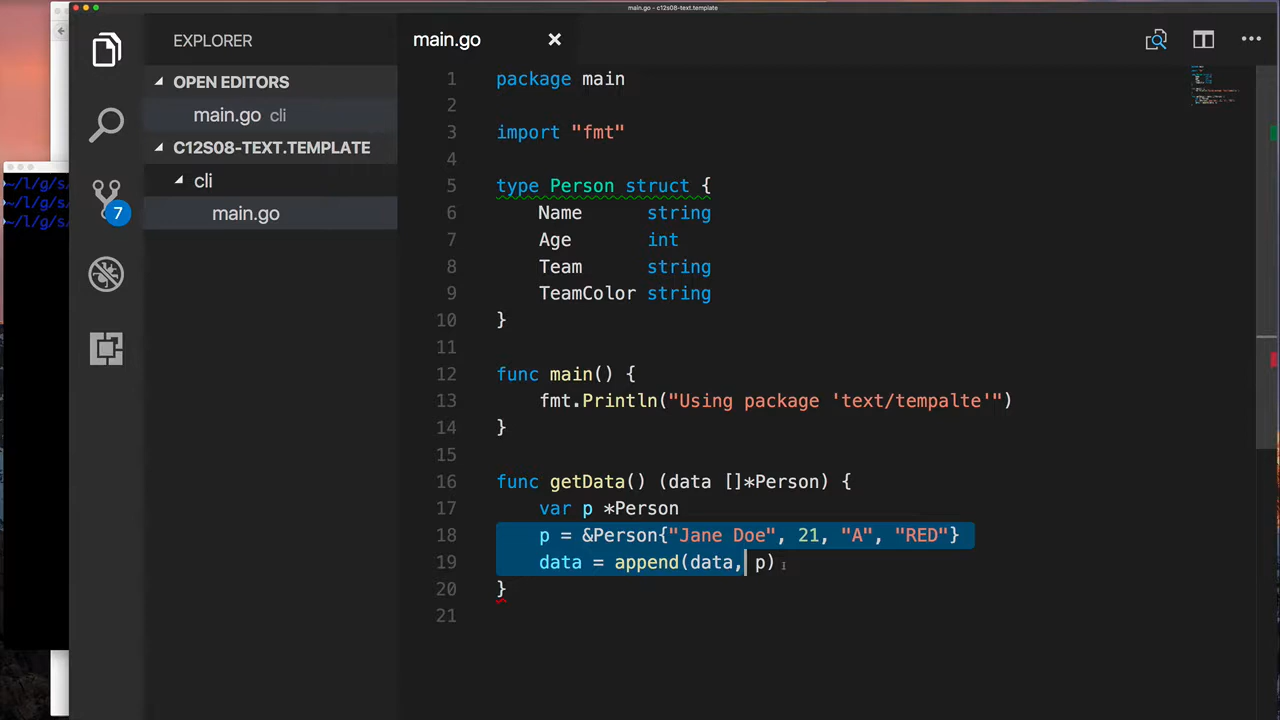 main.go - c12s08-text.template
EXPLORER
OPEN EDITORS
main.go cli
C12S08-TEXT.TEMPLATE
cli
main.go
7
~/l/g/s/
~/l/g/s/
~/l/g/s/
main.go
1 package main
2
3 import "fmt"
4
5 type Person struct {
6 Name string
7 Age int
8 Team string
9 TeamColor string
10 }
11
12 func main() {
13 fmt.Println("Using package 'text/tempalte'")
14 }
15
16 func getData() (data []*Person) {
17 var p *Person
18 p = &Person{"Jane Doe", 21, "A", "RED"}
19 data = append(data, p)
20 }
21